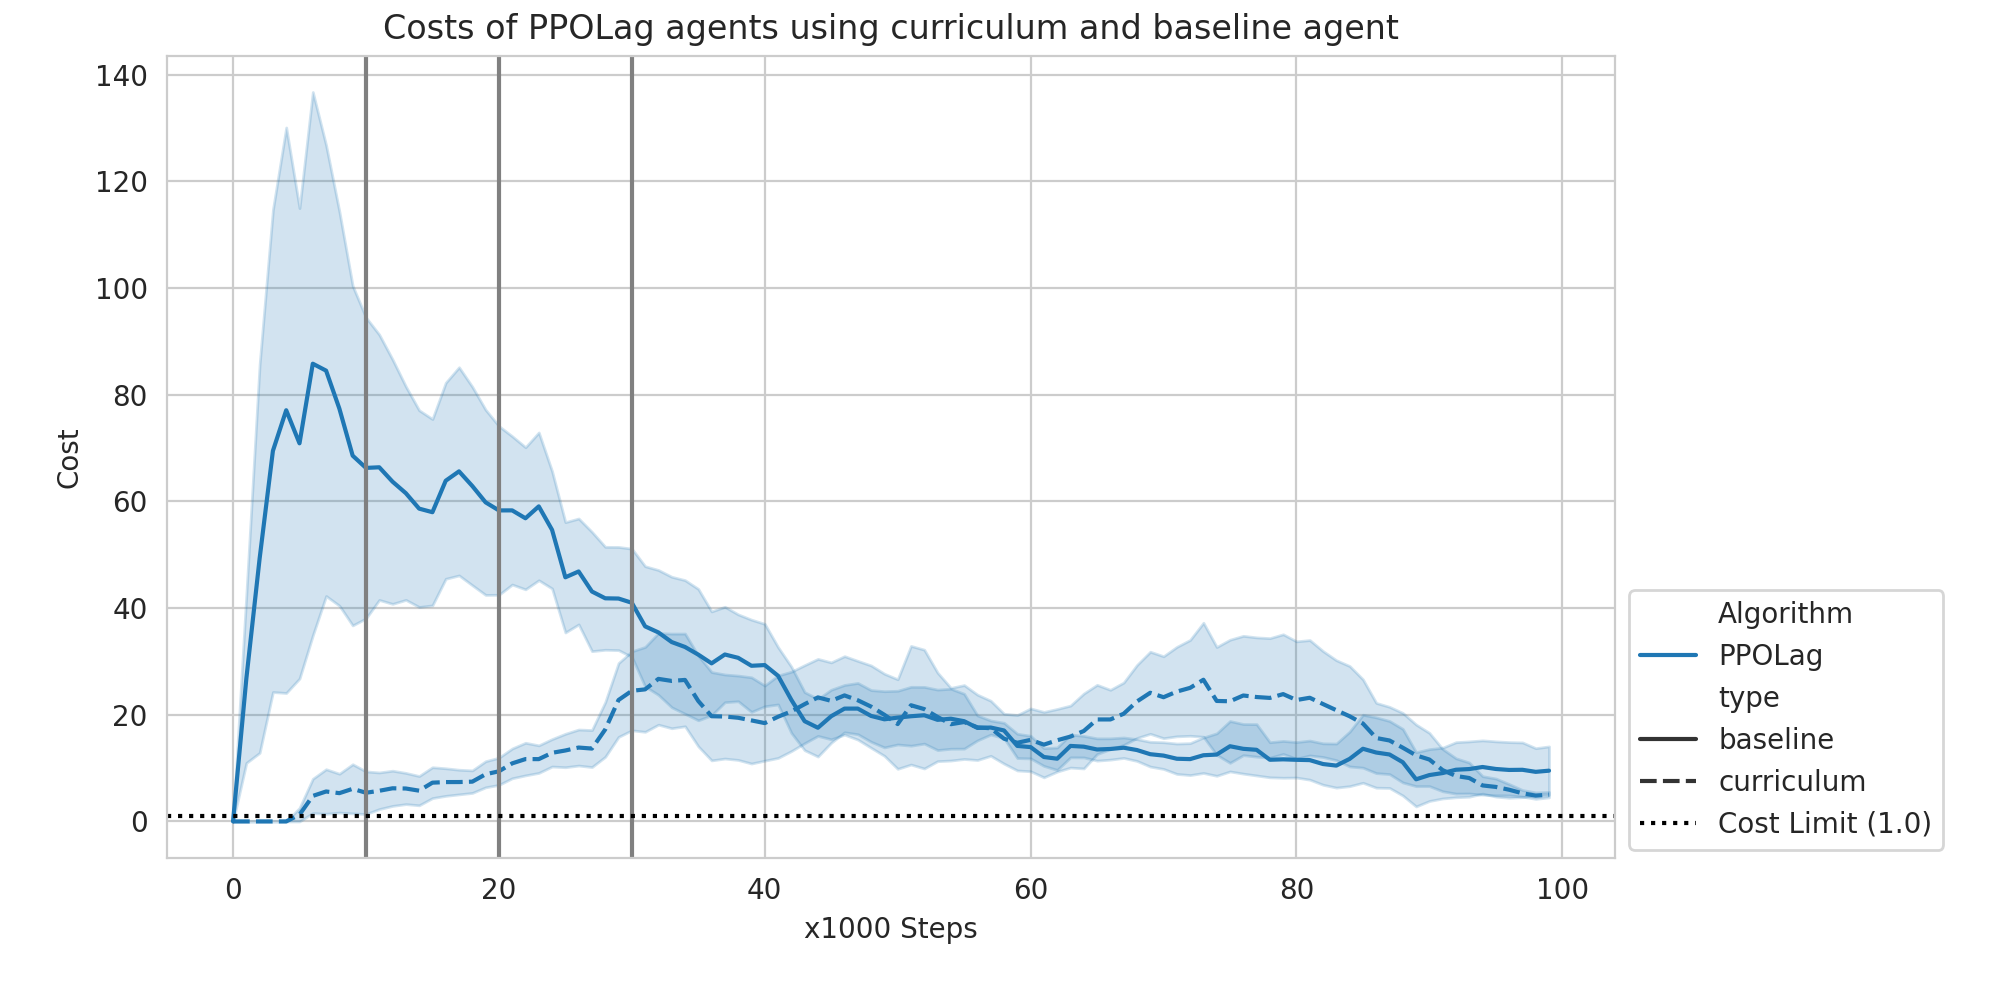 Costs of PPOLag agents using curriculum and baseline agent
140
120
100
80
60
40
20
0
Cost
0 20 40 60 80 100
x1000 Steps
Algorithm
PPOLag
type
baseline
curriculum
Cost Limit (1.0)